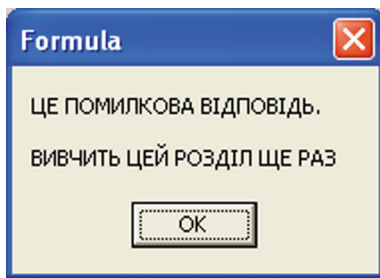 Formula
ЦЕ ПОМИЛКОВА ВІДПОВІДЬ.
ВИВЧИТЬ ЦЕЙ РОЗДІЛ ЩЕ РАЗ
OK